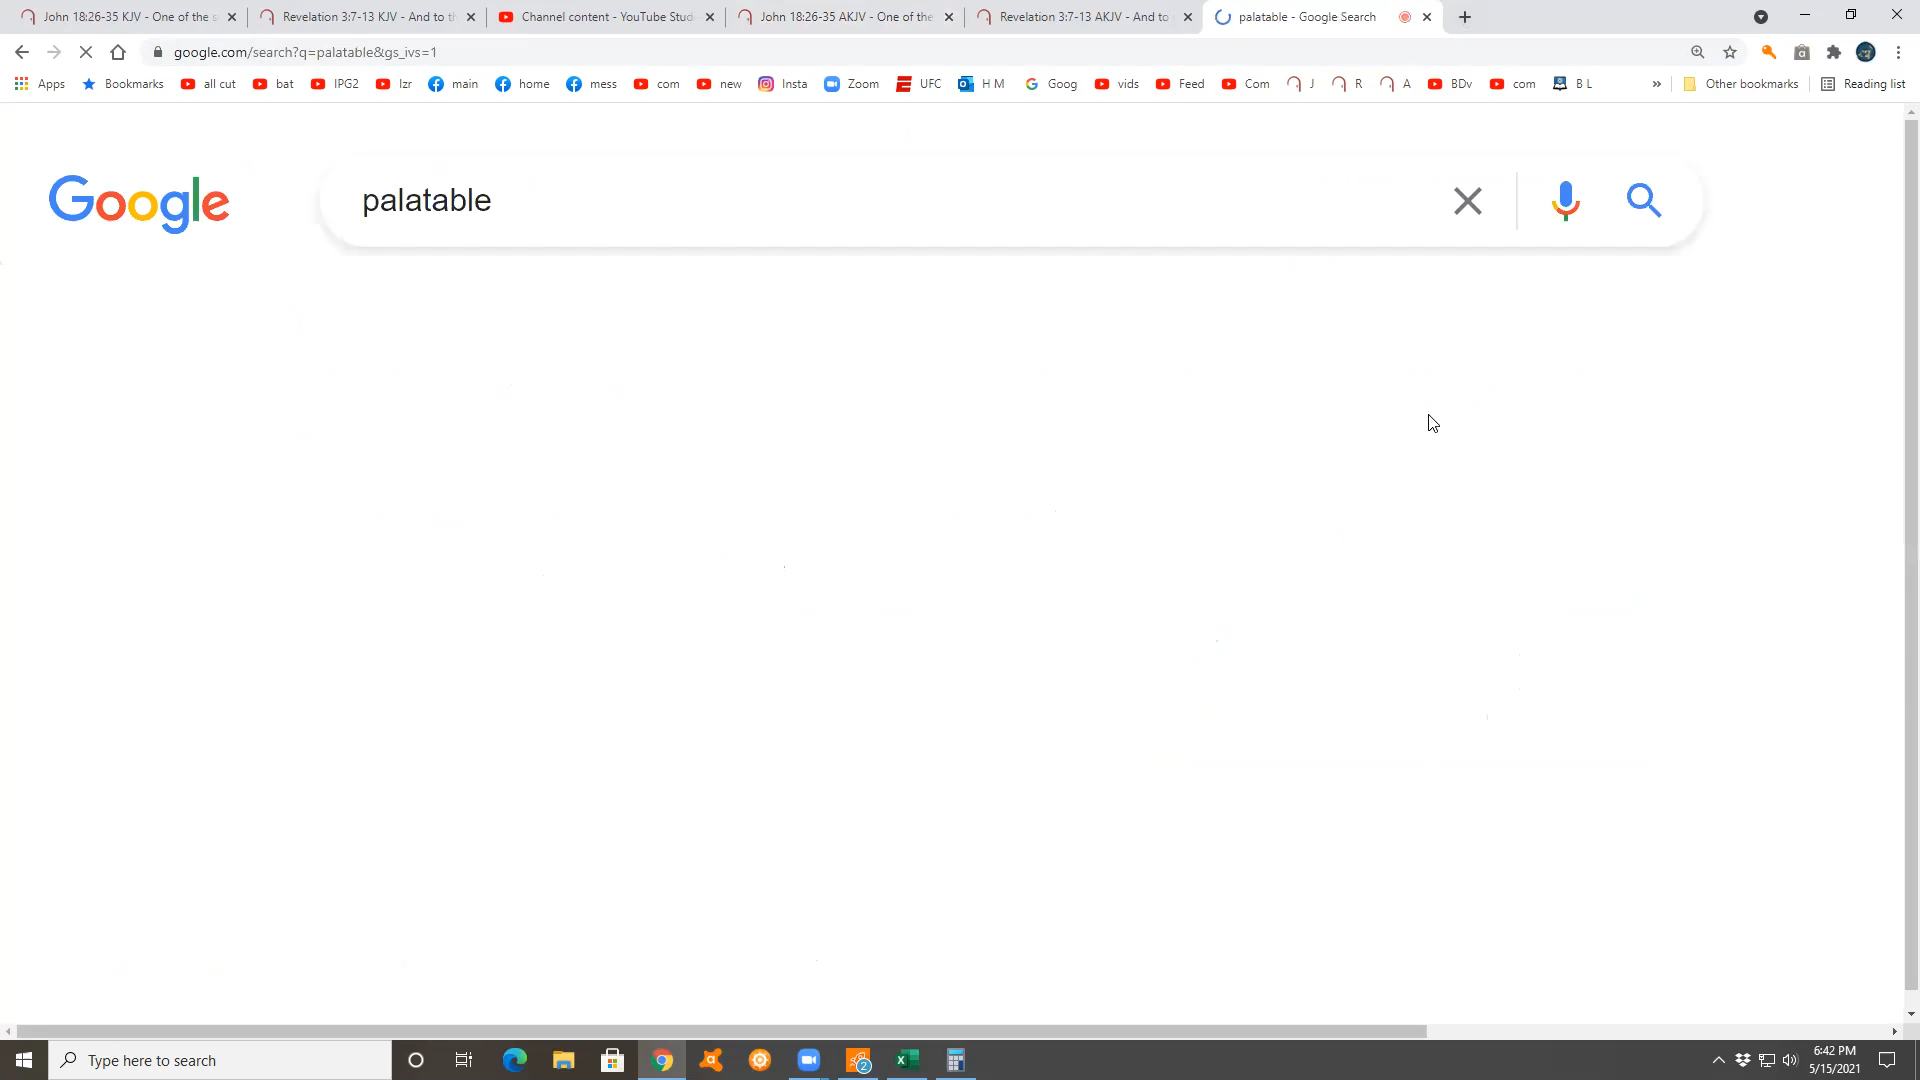 John 18:26-35 KJV - One of the s
Revelation 3:7-13 KJV - And to th
Channel content - YouTube Stud
John 18:26-35 AKJV - One of the
Revelation 3:7-13 AKJV - And to
palatable - Google Search
google.com/search?q=palatable&gs_ivs=1
Apps
Bookmarks
all cut
bat
IPG2
lzr
main
home
mess
com
new
Insta
Zoom
UFC
H M
Goog
vids
Feed
Com
J
R
A
BDv
com
B L
»
Other bookmarks
Reading list
Google
palatable
Type here to search
2
6:42 PM
5/15/2021